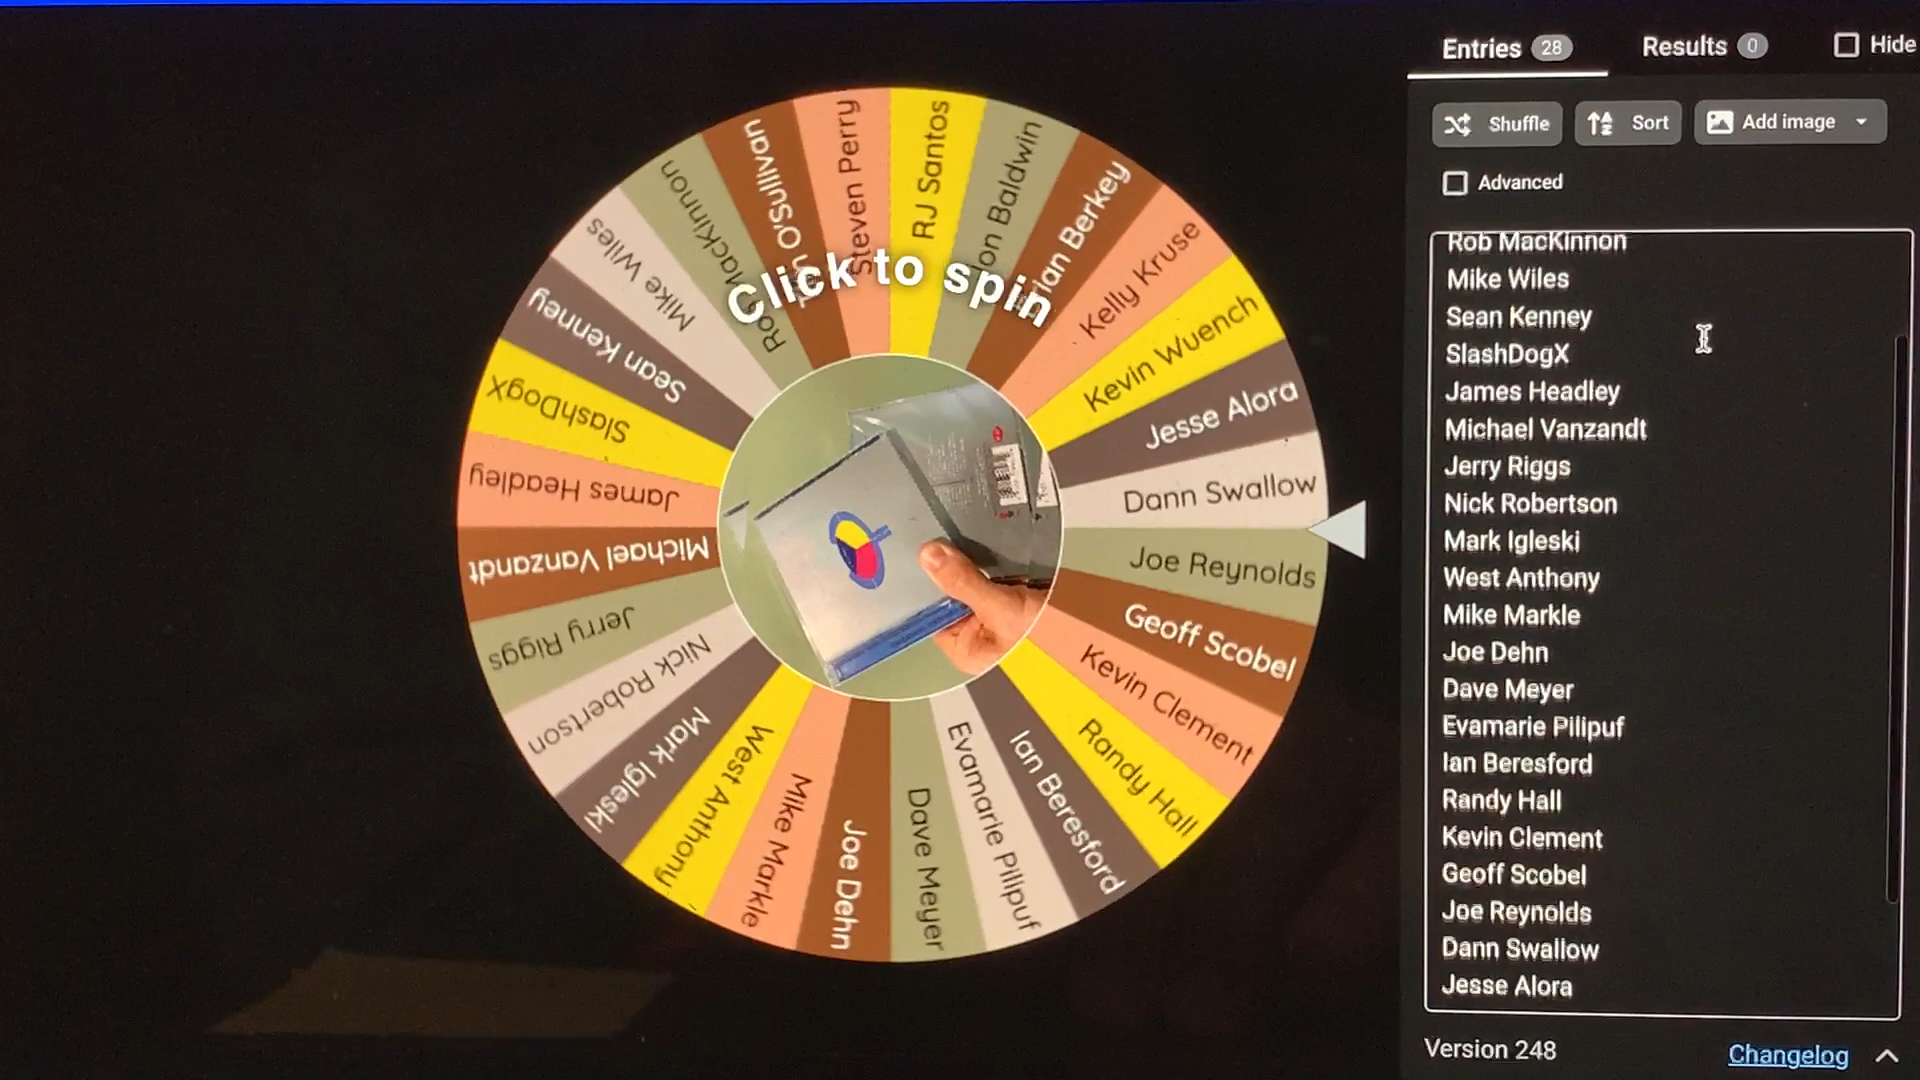 Entries 28
Results 0
Hide
Shuffle
Sort
Add image
Advanced
Rob MacKinnon
Mike Wiles
Sean Kenney
SlashDogX
James Headley
Michael Vanzandt
Jerry Riggs
Nick Robertson
Mark Igleski
West Anthony
Mike Markle
Joe Dehn
Dave Meyer
Evamarie Pilipuf
Ian Beresford
Randy Hall
Kevin Clement
Geoff Scobel
Joe Reynolds
Dann Swallow
Jesse Alora
Version 248
Changelog
Click to spin
Steven Perry
RJ Santos
Baldwin
Berkey
Kelly Kruse
Kevin Wuench
Jesse Alora
Dann Swallow
Joe Reynolds
Geoff Scobel
Kevin Clement
Randy Hall
Ian Beresford
Evamarie Pilipuf
Dave Meyer
Joe Dehn
Mike Markle
West Anthony
Mark Igleski
Nick Robertson
Jerry Riggs
Michael Vanzandt
James Headley
SlashDogX
Sean Kenney
Mike Wiles
Rob MacKinnon
O'Sullivan